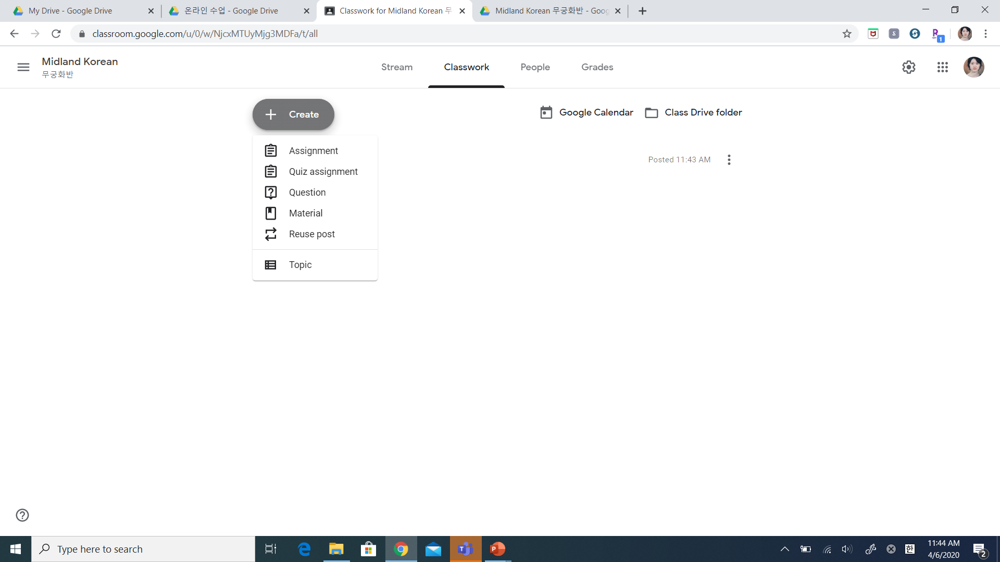 My Drive - Google Drive
온라인 수업 - Google Drive
Classwork for Midland Korean 무
Midland Korean 무궁화반 - Goog
classroom.google.com/u/0/w/NjcxMTUyMjg3MDFa/t/all
1
Midland Korean
무궁화반
Stream
Classwork
People
Grades
Create
Google Calendar
Class Drive folder
Assignment
Posted 11:43 AM
Quiz assignment
Question
Material
Reuse post
Topic
Type here to search
한
11:44 AM
4/6/2020
2